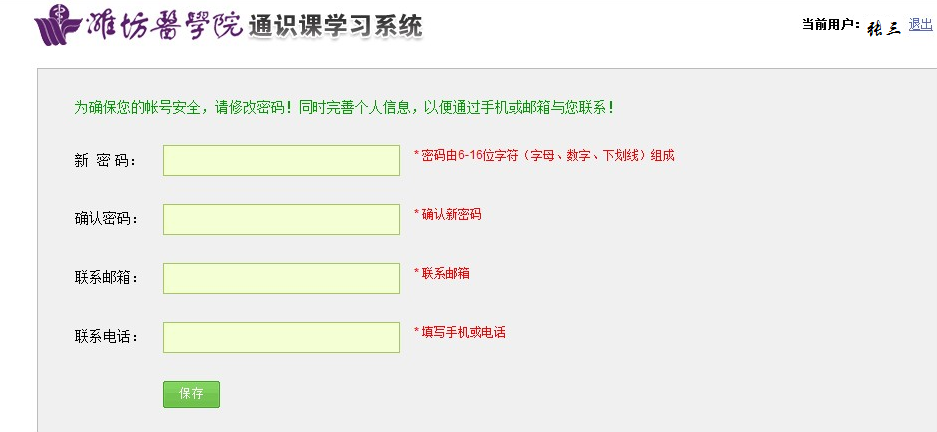 濰坊醫學院 通识课学习系统
当前用户：张三 退出
为确保您的帐号安全，请修改密码！同时完善个人信息，以便通过手机或邮箱与您联系！
新 密 码： * 密码由6-16位字符（字母、数字、下划线）组成
确认密码： * 确认新密码
联系邮箱： * 联系邮箱
联系电话： * 填写手机或电话
保存